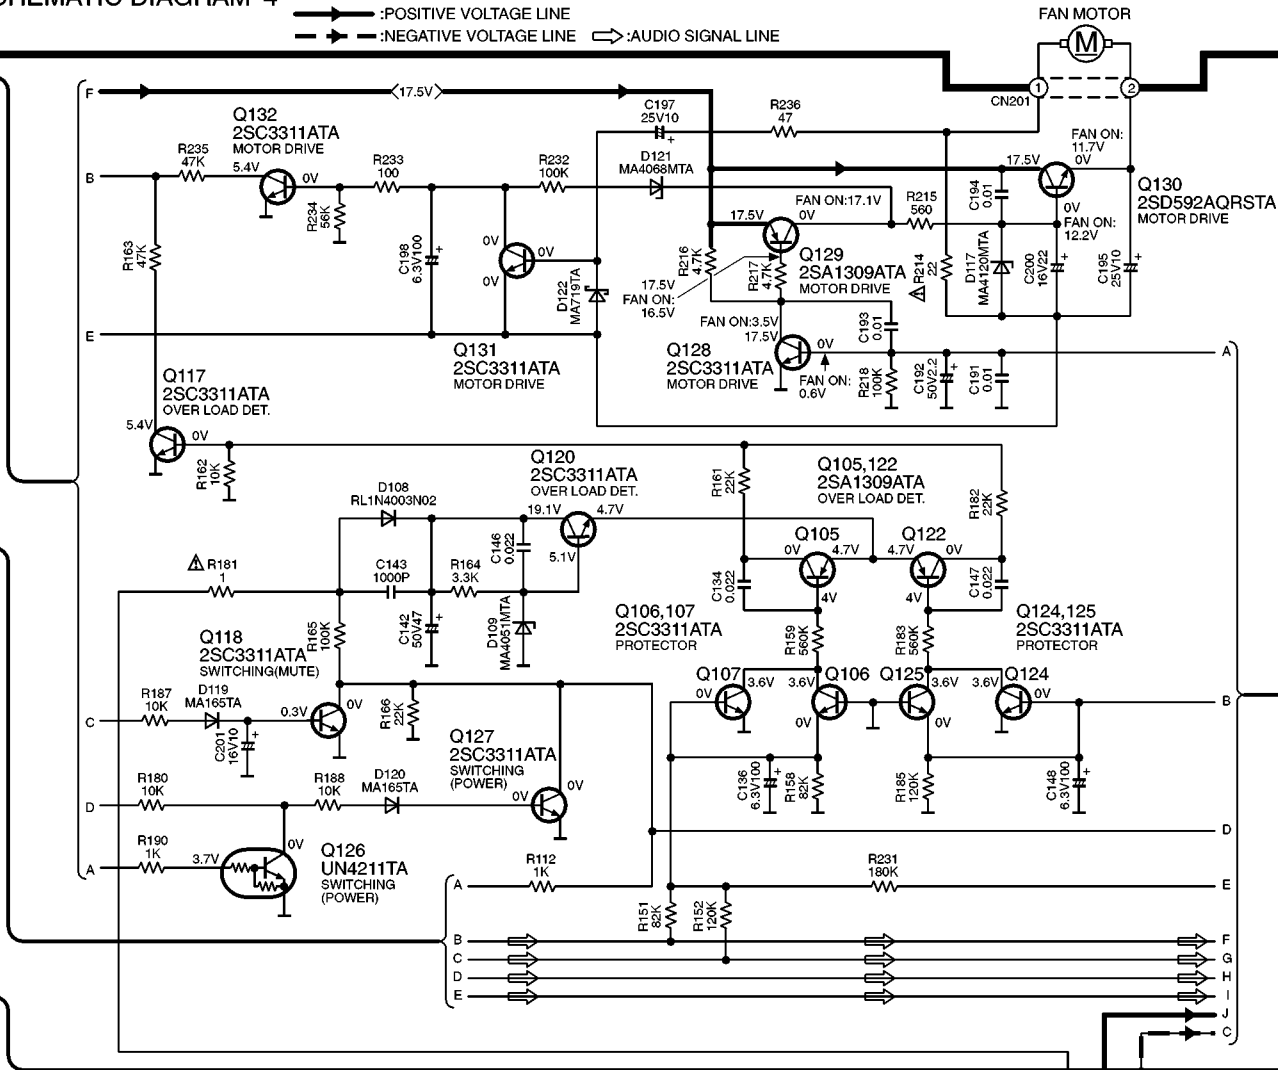 SCHEMATIC DIAGRAM-4
:POSITIVE VOLTAGE LINE
:NEGATIVE VOLTAGE LINE
:AUDIO SIGNAL LINE
FAN MOTOR
M
CN201
1
2
F
17.5V
Q132
2SC3311ATA
MOTOR DRIVE
R235
47K
5.4V
0V
B
R233
100
R232
100K
R234
56K
R163
47K
C198
6.3V100
+
0V
0V
0V
E
Q131
2SC3311ATA
MOTOR DRIVE
C197
25V10
+
R236
47
D121
MA4068MTA
D122
MA719TA
FAN ON:17.1V
17.5V
0V
R216
4.7K
R217
4.7K
17.5V
FAN ON:
16.5V
Q129
2SA1309ATA
MOTOR DRIVE
R215
560
R214
22
C194
0.01
17.5V
FAN ON:
11.7V
0V
Q130
2SD592AQRSTA
MOTOR DRIVE
0V
FAN ON:
12.2V
D117
MA4120MTA
C200
16V22
+
C195
25V10
+
FAN ON:3.5V
17.5V
Q128
2SC3311ATA
MOTOR DRIVE
0V
FAN ON:
0.6V
C193
0.01
R218
100K
C192
50V2.2
+
C191
0.01
A
Q117
2SC3311ATA
OVER LOAD DET.
5.4V
0V
R162
10K
Q120
2SC3311ATA
OVER LOAD DET.
D108
RL1N4003N02
19.1V
4.7V
5.1V
C146
0.022
R181
1
C143
1000P
R164
3.3K
R165
100K
C142
50V47
+
D109
MA4051MTA
R161
22K
Q105,122
2SA1309ATA
OVER LOAD DET.
R182
22K
Q105
Q122
0V
4.7V
4.7V
0V
C134
0.022
4V
4V
C147
0.022
Q106,107
2SC3311ATA
PROTECTOR
R159
560K
R183
560K
Q124,125
2SC3311ATA
PROTECTOR
Q107
Q106
Q125
Q124
0V
3.6V
3.6V
3.6V
3.6V
0V
0V
0V
B
C136
6.3V100
+
R158
82K
R185
120K
C148
6.3V100
+
Q118
2SC3311ATA
SWITCHING(MUTE)
R187
10K
D119
MA165TA
C
0.3V
0V
C201
16V10
+
R166
22K
Q127
2SC3311ATA
SWITCHING
(POWER)
R180
10K
R188
10K
D120
MA165TA
D
0V
0V
D
R190
1K
3.7V
0V
A
Q126
UN4211TA
SWITCHING
(POWER)
R112
1K
A
R231
180K
E
R151
82K
R152
120K
B
F
C
G
D
H
E
I
J
C